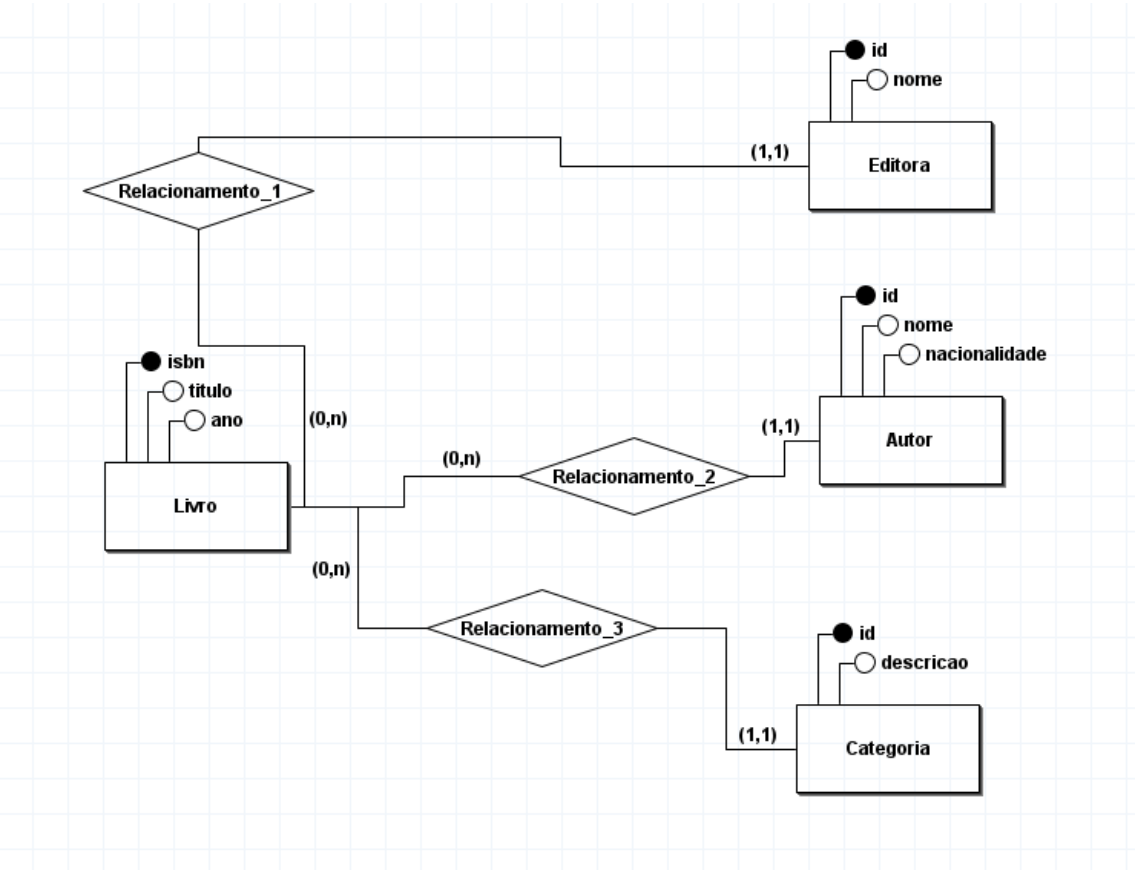 id
nome
(1,1)
Editora
Relacionamento_1
id
nome
nacionalidade
isbn
titulo
ano
(0,n)
(1,1)
Autor
(0,n)
Relacionamento_2
Livro
(0,n)
Relacionamento_3
id
descricao
(1,1)
Categoria